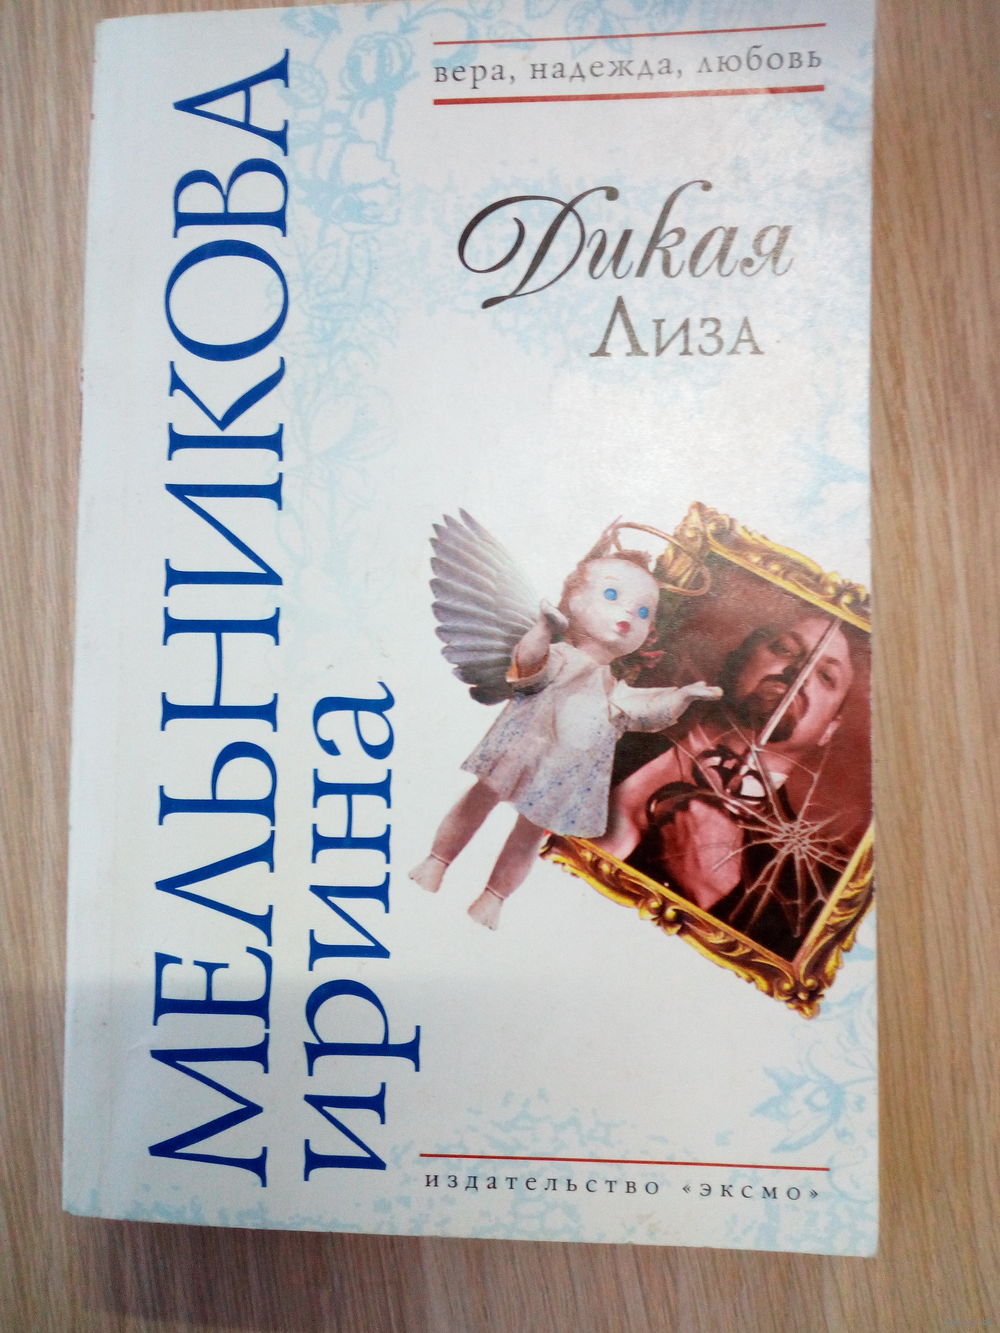 МЕЛЬНИКОВА
ирина
вера, надежда, любовь
Дикая
Лиза
издательство «эксмо»